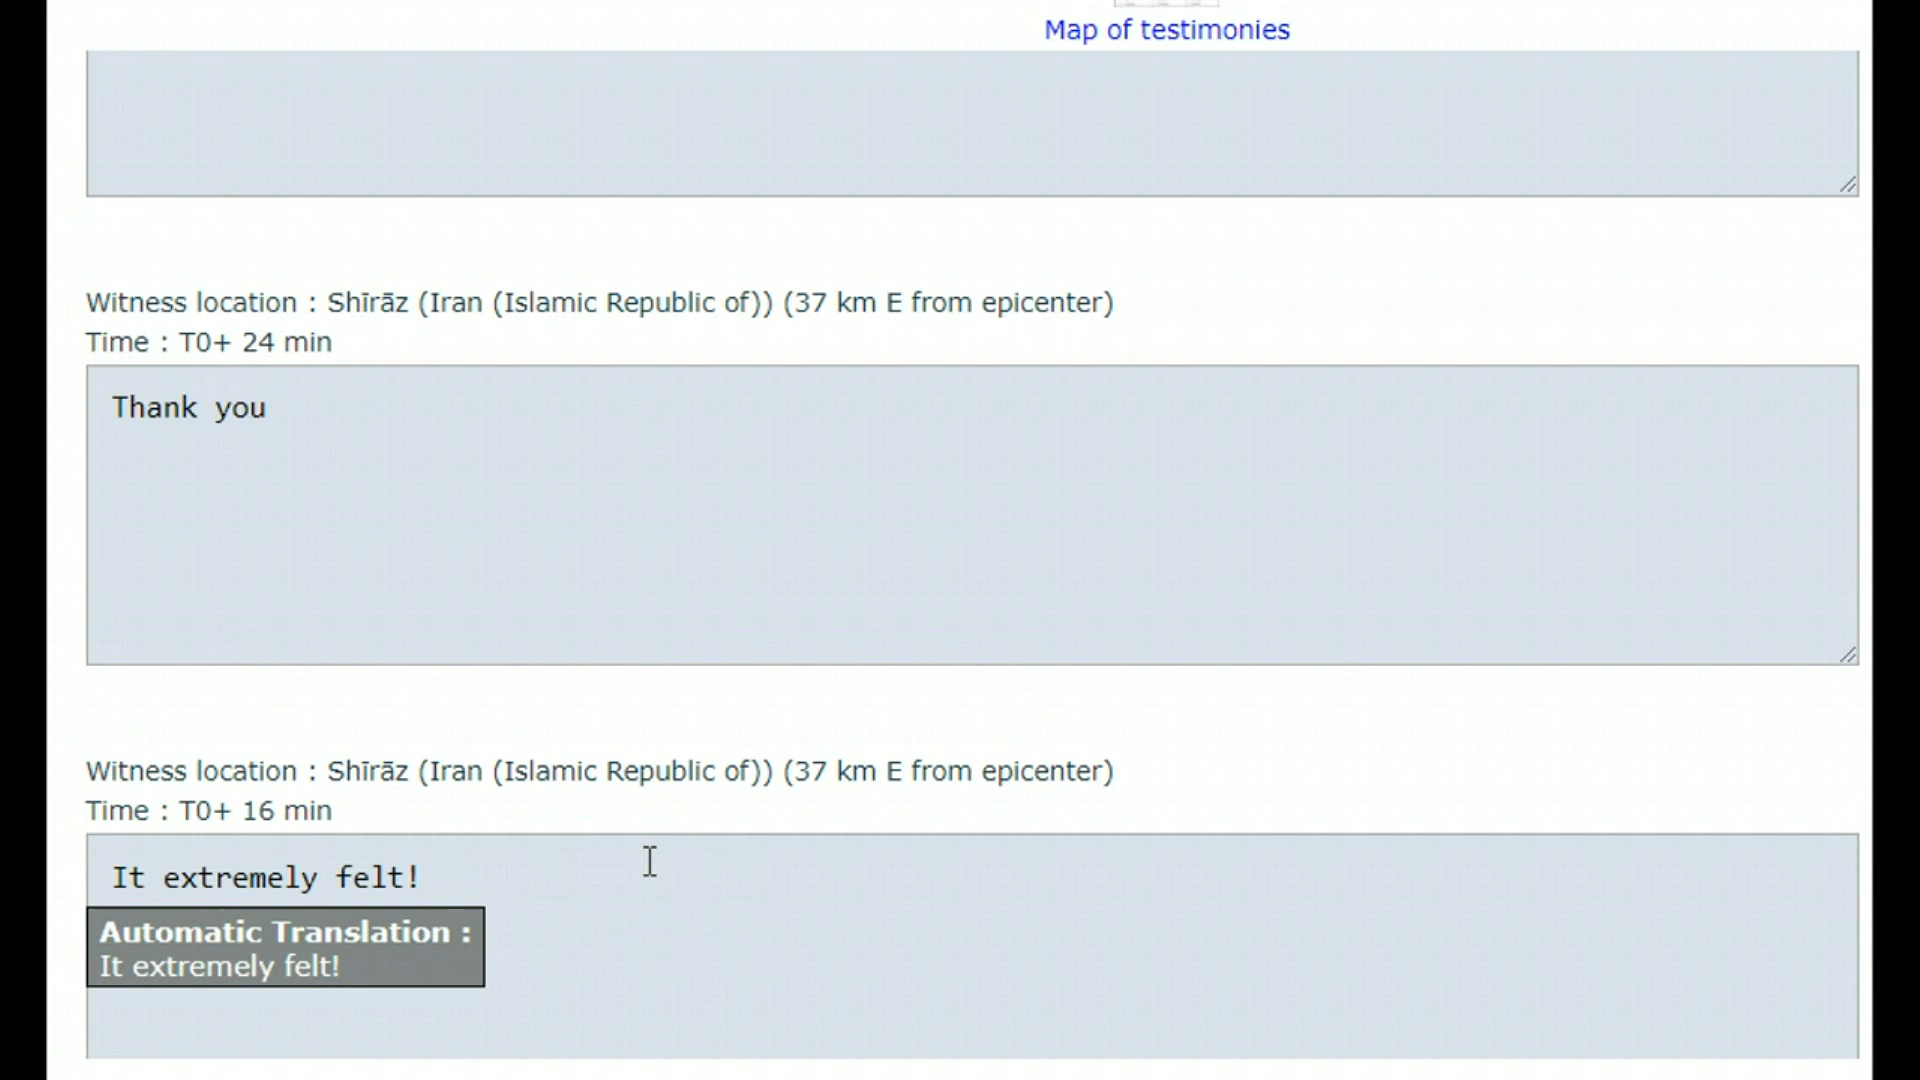 Map of testimonies
Witness location : Shīrāz (Iran (Islamic Republic of)) (37 km E from epicenter)
Time : T0+ 24 min
Thank you
Witness location : Shīrāz (Iran (Islamic Republic of)) (37 km E from epicenter)
Time : T0+ 16 min
It extremely felt!
Automatic Translation :
It extremely felt!